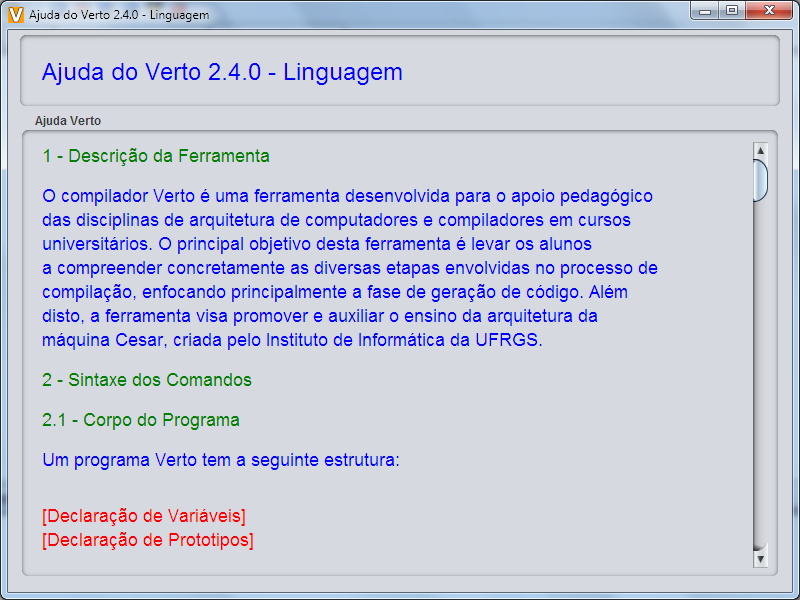 Ajuda do Verto 2.4.0 - Linguagem
Ajuda do Verto 2.4.0 - Linguagem
Ajuda Verto
1 - Descrição da Ferramenta
O compilador Verto é uma ferramenta desenvolvida para o apoio pedagógico
das disciplinas de arquitetura de computadores e compiladores em cursos
universitários. O principal objetivo desta ferramenta é levar os alunos
a compreender concretamente as diversas etapas envolvidas no processo de
compilação, enfocando principalmente a fase de geração de código. Além
disto, a ferramenta visa promover e auxiliar o ensino da arquitetura da
máquina Cesar, criada pelo Instituto de Informática da UFRGS.
2 - Sintaxe dos Comandos
2.1 - Corpo do Programa
Um programa Verto tem a seguinte estrutura:
[Declaração de Variáveis]
[Declaração de Prototipos]